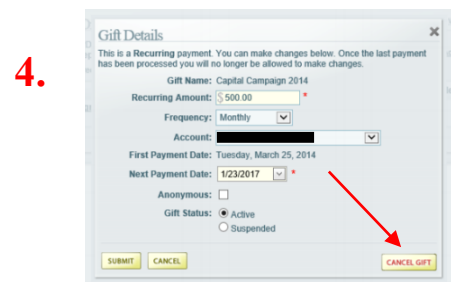 4.
Gift Details
This is a Recurring payment. You can make changes below. Once the last payment
has been processed you will no longer be allowed to make changes.
Gift Name: Capital Campaign 2014
Recurring Amount: $ 500.00 *
Frequency: Monthly
Account:
First Payment Date: Tuesday, March 25, 2014
Next Payment Date: 1/23/2017 *
Anonymous:
Gift Status: Active
Suspended
SUBMIT CANCEL CANCEL GIFT